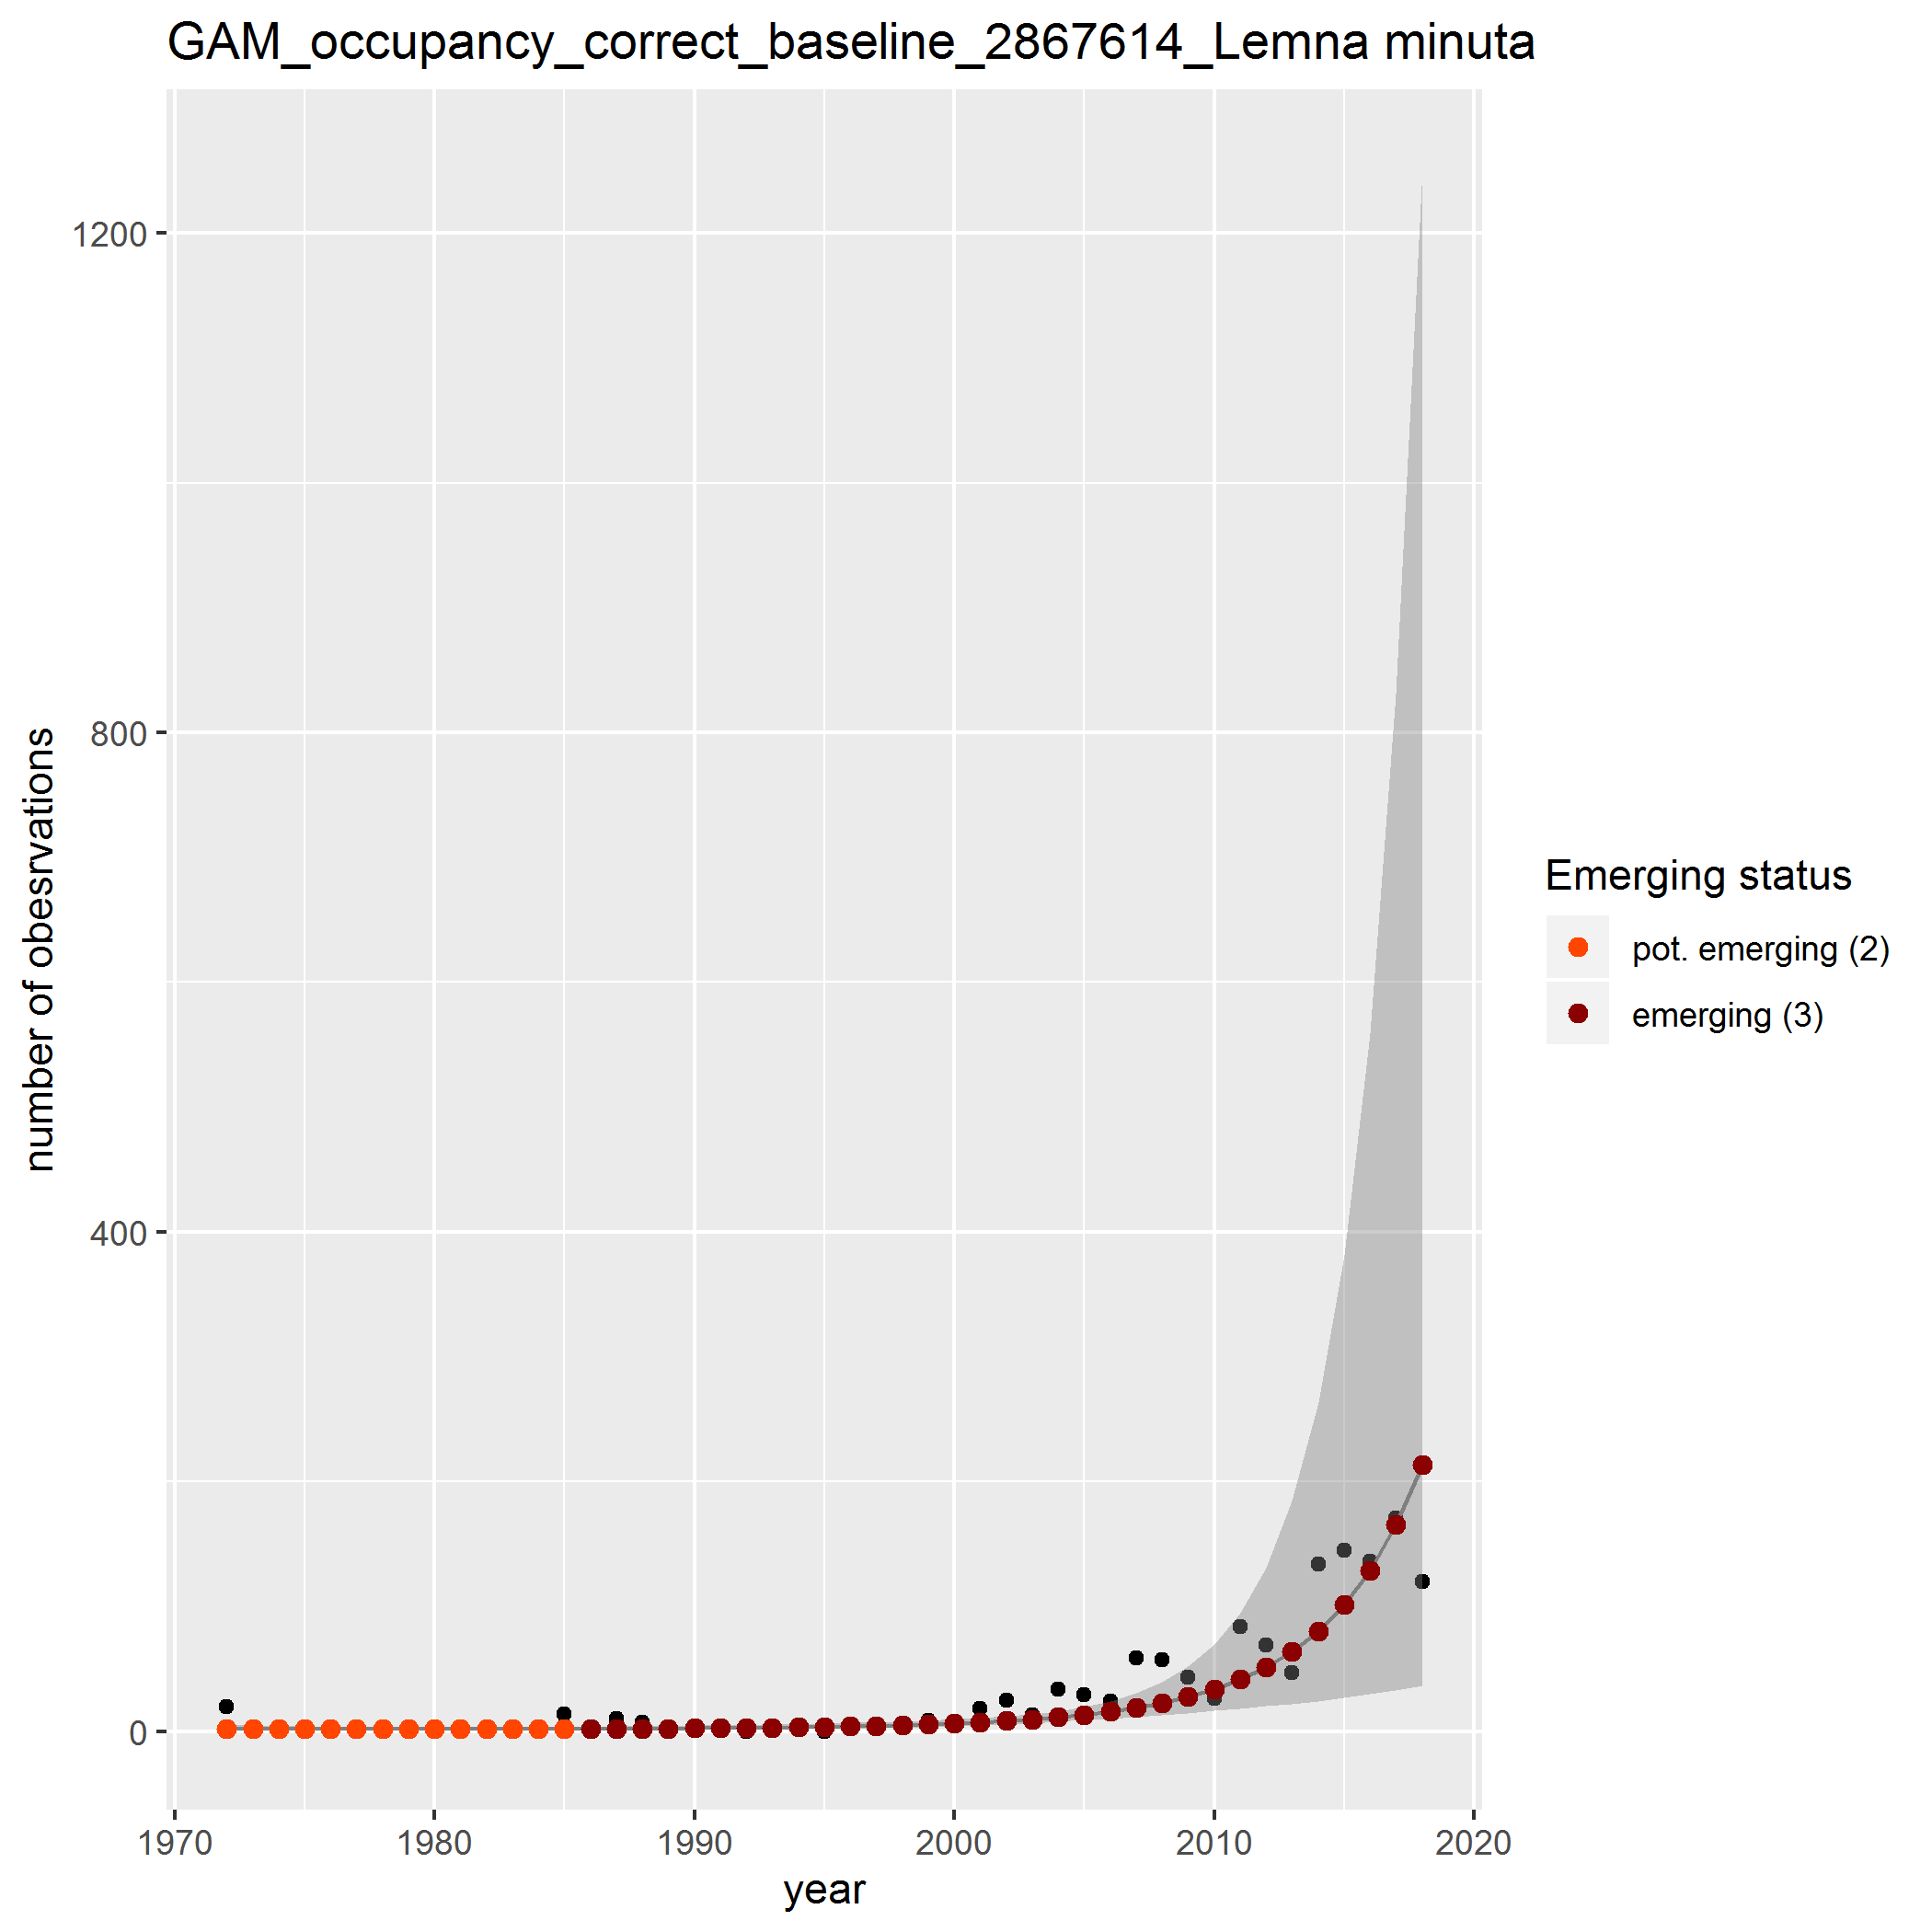 GAM_occupancy_correct_baseline_2867614_Lemna minuta
1200
800
400
0
number of obesrvations
1970 1980 1990 2000 2010 2020
year
Emerging status
pot. emerging (2)
emerging (3)